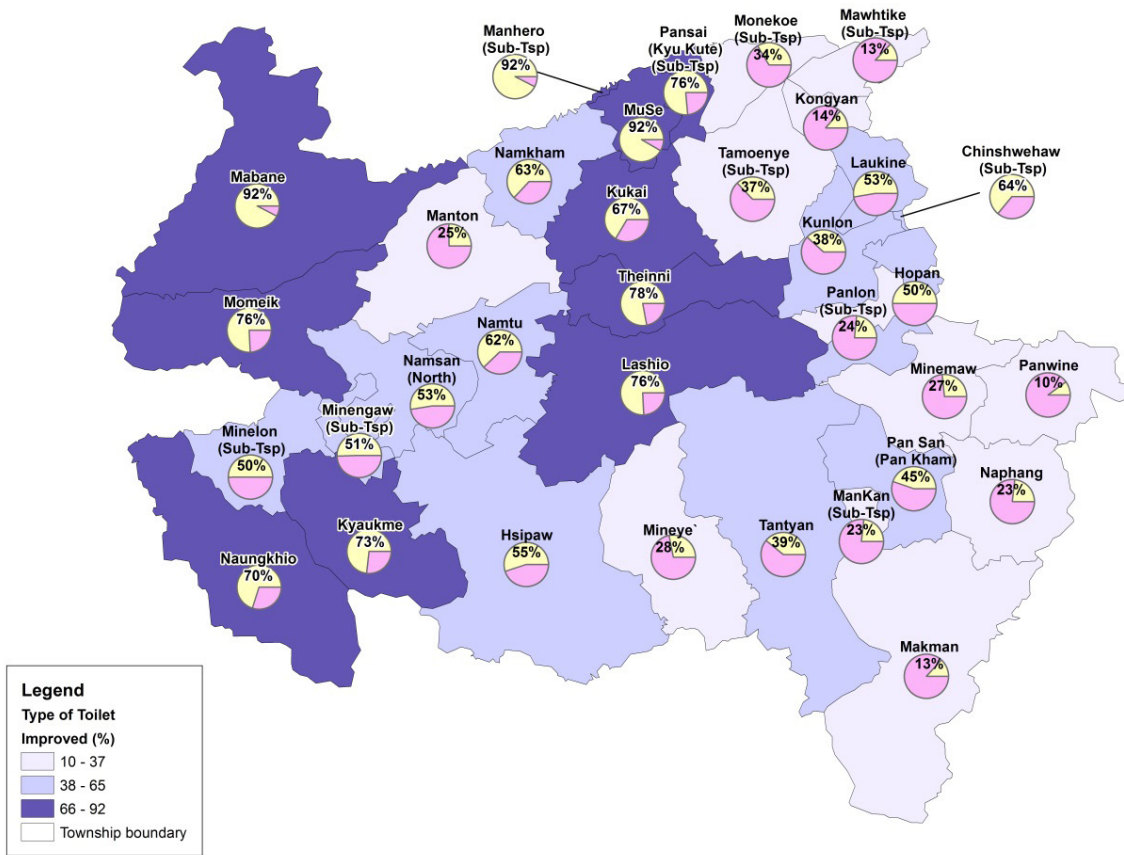 Manhero
(Sub-Tsp)
92%
Pansai
(Kyu Kute)
(Sub-Tsp)
76%
Monekoe
(Sub-Tsp)
34%
Mawhtike
(Sub-Tsp)
13%
MuSe
92%
Kongyan
14%
Namkham
63%
Tamoenye
(Sub-Tsp)
37%
Laukine
53%
Chinshwehaw
(Sub-Tsp)
64%
Mabane
92%
Kukai
67%
Manton
25%
Kunlon
38%
Theinni
78%
Hopan
50%
Panlon
(Sub-Tsp)
24%
Momeik
76%
Namtu
62%
Namsan
(North)
53%
Lashio
76%
Minemaw
27%
Panwine
10%
Minengaw
(Sub-Tsp)
51%
Minelon
(Sub-Tsp)
50%
Pan San
(Pan Kham)
45%
Naphang
23%
ManKan
(Sub-Tsp)
23%
Kyaukme
73%
Hsipaw
55%
Mineye`
28%
Tantyan
39%
Naungkhio
70%
Makman
13%
Legend
Type of Toilet
Improved (%)
10 - 37
38 - 65
66 - 92
Township boundary